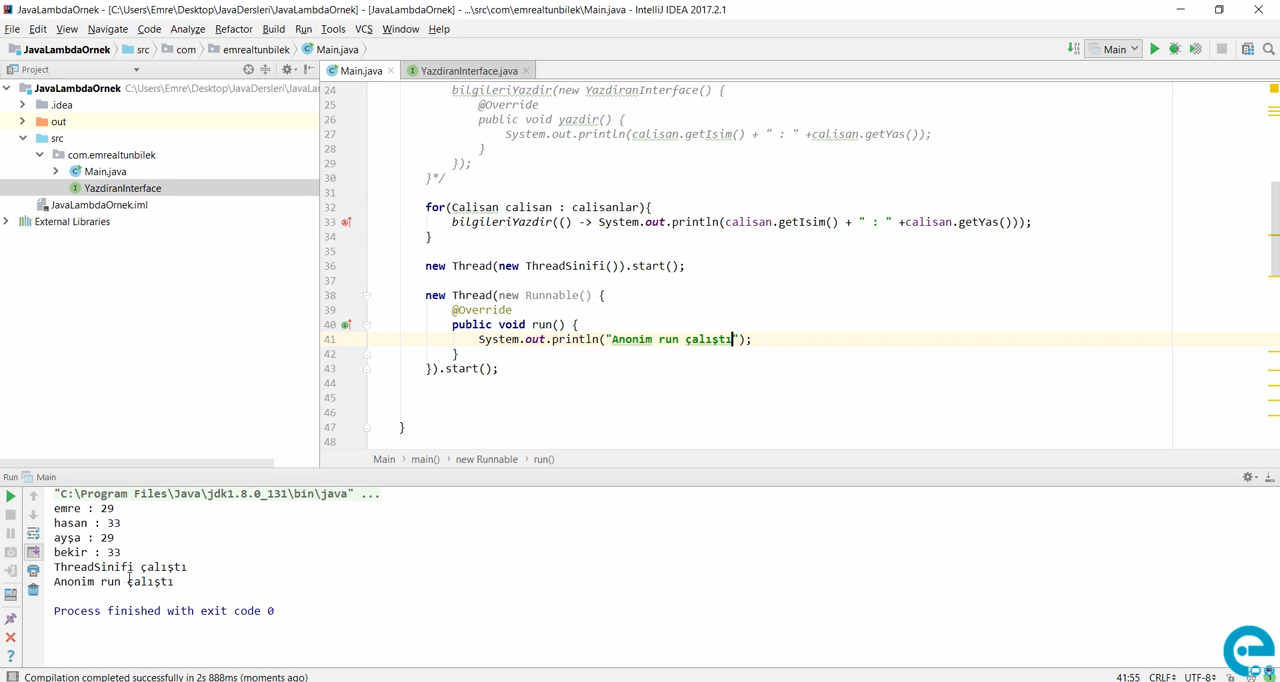 JavaLambdaOrnek - [C:\Users\Emre\Desktop\JavaDersleri\JavaLambdaOrnek] - [JavaLambdaOrnek] - ...\src\com\emrealtunbilek\Main.java - IntelliJ IDEA 2017.2.1
File Edit View Navigate Code Analyze Refactor Build Run Tools VCS Window Help
JavaLambdaOrnek src com emrealtunbilek Main.java Main
Project Main.java YazdiranInterface.java
JavaLambdaOrnek C:\Users\Emre\Desktop\JavaDersleri\JavaLa
.idea
out
src
com.emrealtunbilek
Main.java
YazdiranInterface
JavaLambdaOrnek.iml
External Libraries
24 bilgileriYazdir(new YazdiranInterface() {
25 @Override
26 public void yazdir() {
27 System.out.println(calisan.getIsim() + " : " +calisan.getYas());
28 }
29 });
30 }*/
31
32 for(Calisan calisan : calisanlar){
33 bilgileriYazdir(() -> System.out.println(calisan.getIsim() + " : " +calisan.getYas()));
34 }
35
36 new Thread(new ThreadSinifi()).start();
37
38 new Thread(new Runnable() {
39 @Override
40 public void run() {
41 System.out.println("Anonim run çalıştı");
42 }
43 }).start();
44
45
46
47 }
48
Main main() new Runnable run()
Run Main
"C:\Program Files\Java\jdk1.8.0_131\bin\java" ...
emre : 29
hasan : 33
ayşa : 29
bekir : 33
ThreadSinifi çalıştı
Anonim run çalıştı
Process finished with exit code 0
Compilation completed successfully in 2s 888ms (moments ago) 41:55 CRLF UTF-8